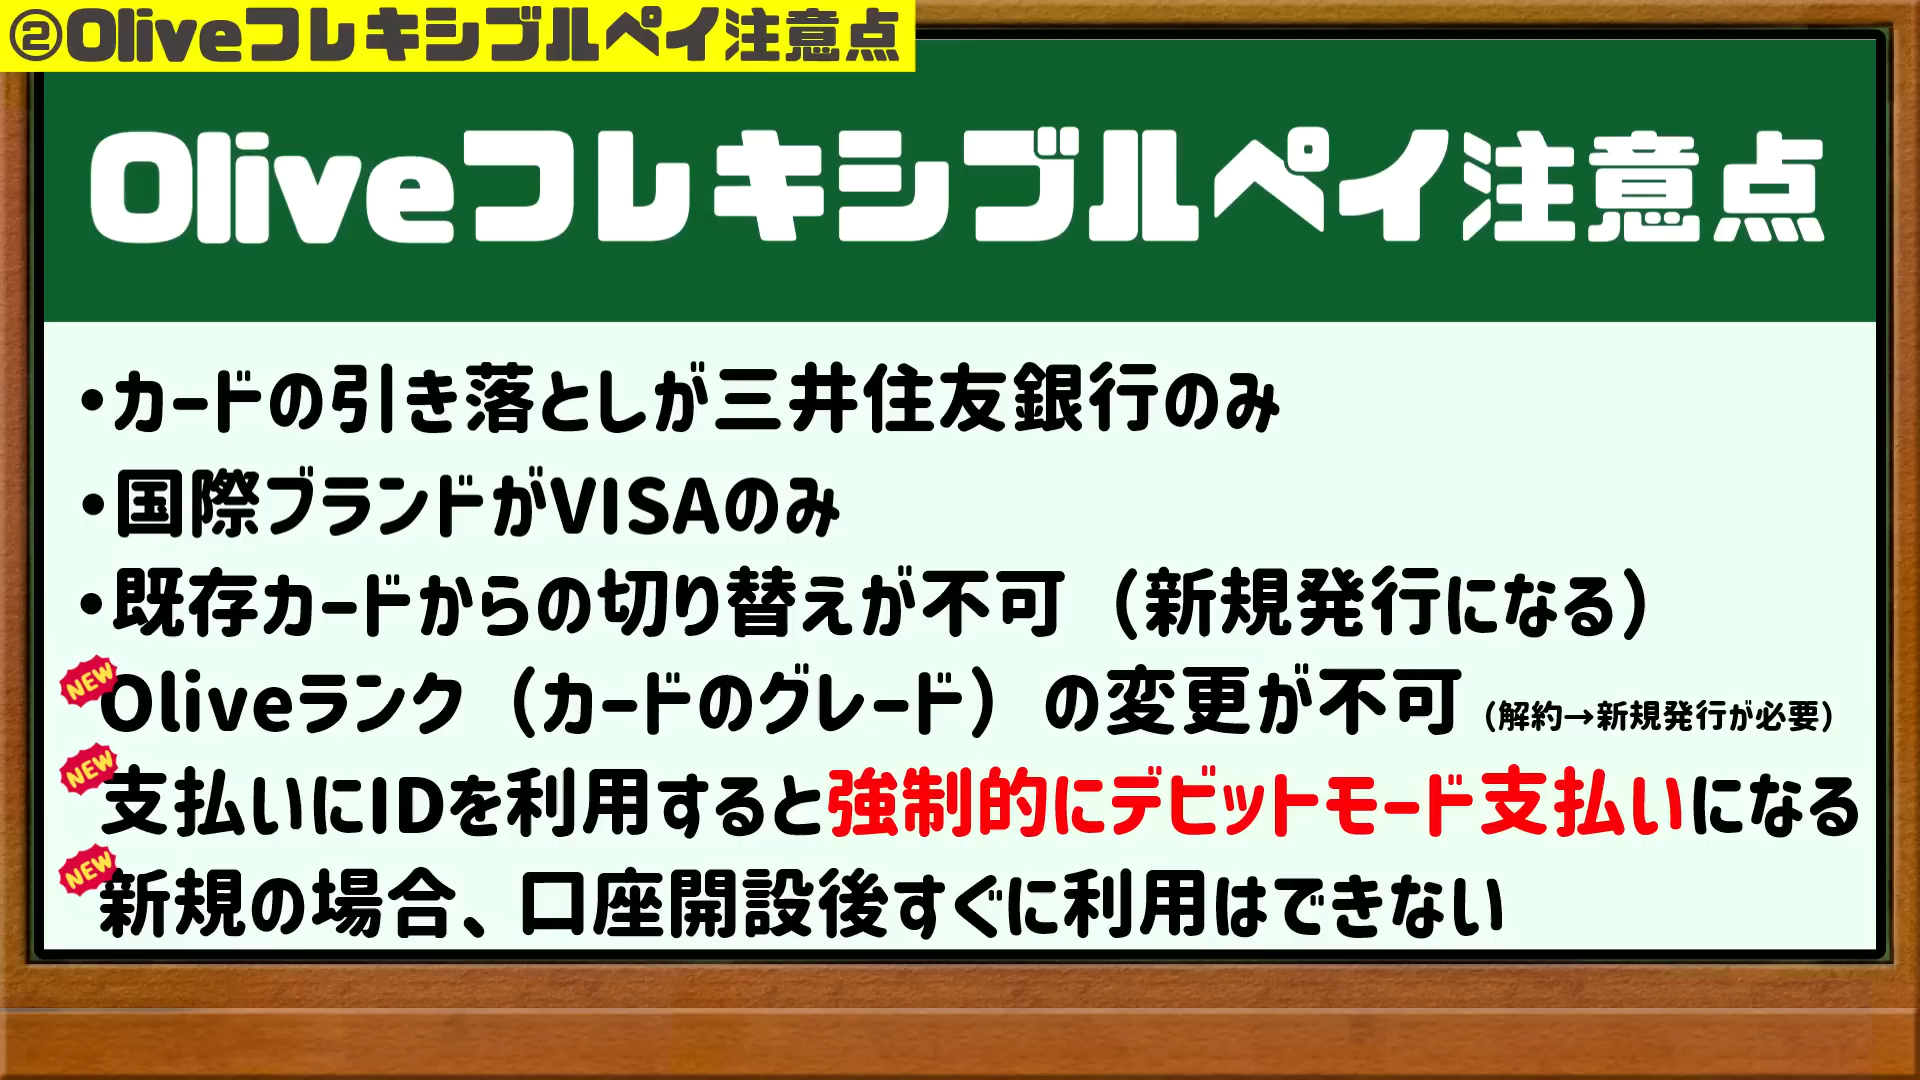 ②Oliveフレキシブルペイ注意点
Oliveフレキシブルペイ注意点
・カードの引き落としが三井住友銀行のみ
・国際ブランドがVISAのみ
・既存カードからの切り替えが不可（新規発行になる）
NEW Oliveランク（カードのグレード）の変更が不可（解約→新規発行が必要）
NEW 支払いにIDを利用すると強制的にデビットモード支払いになる
NEW 新規の場合、口座開設後すぐに利用はできない